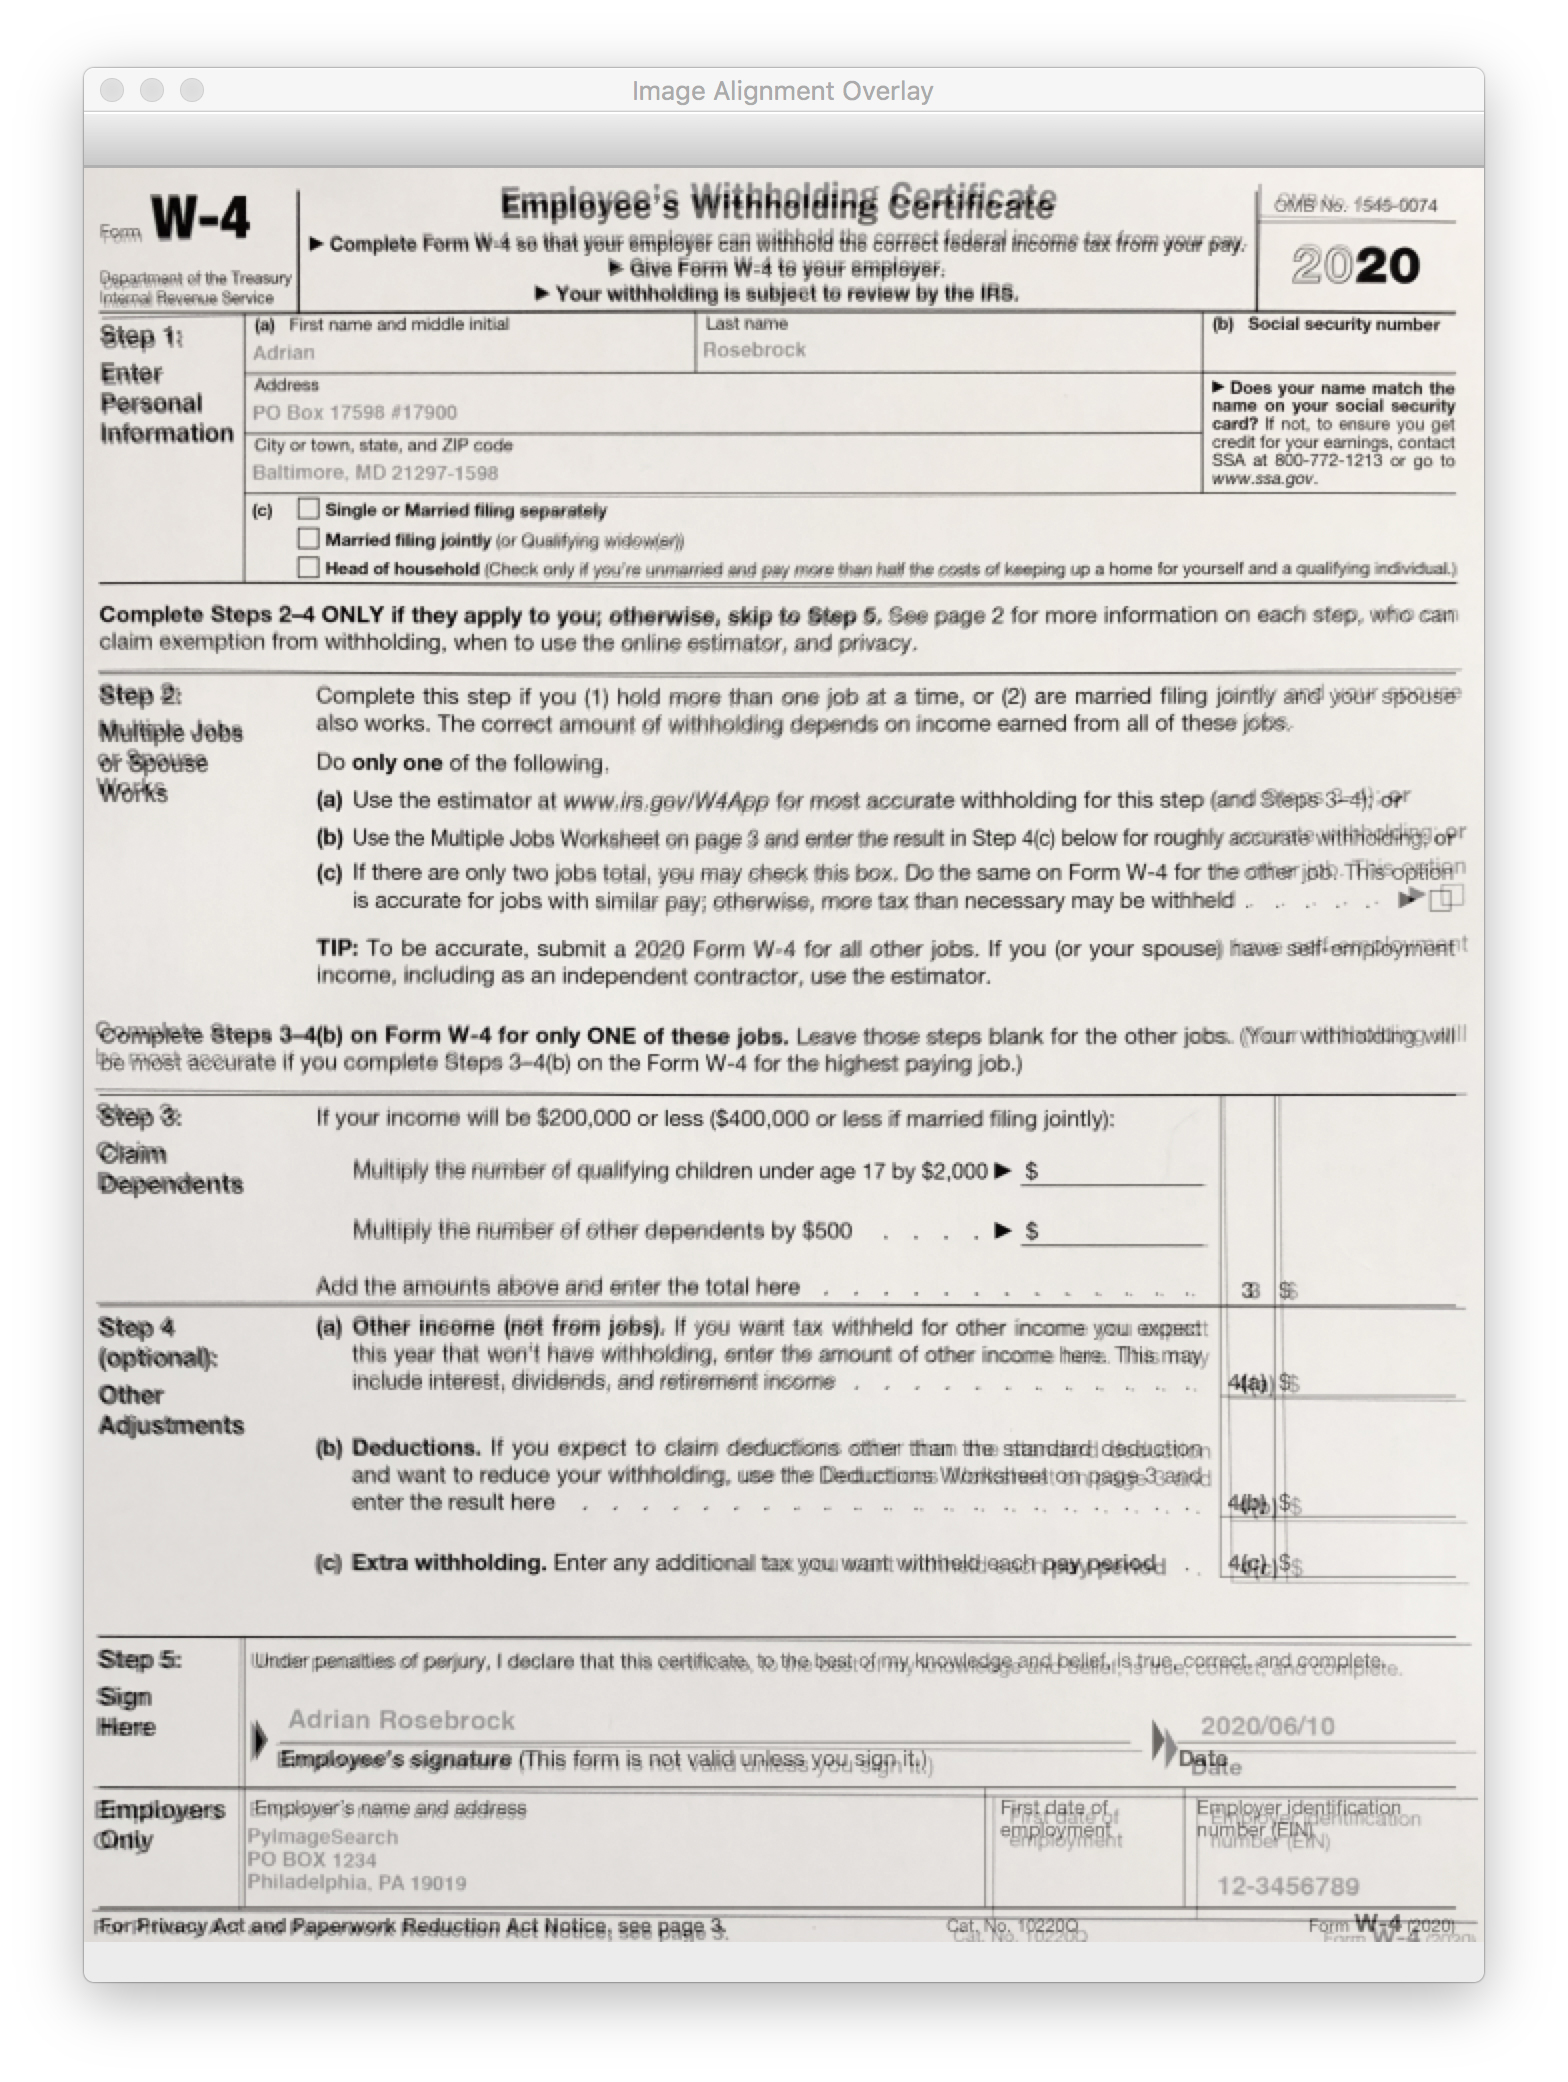 Image Alignment Overlay
Form W-4
Department of the Treasury
Internal Revenue Service
Employee's Withholding Certificate
▶ Complete Form W-4 so that your employer can withhold the correct federal income tax from your pay.
▶ Give Form W-4 to your employer.
▶ Your withholding is subject to review by the IRS.
OMB No. 1545-0074
2020
Step 1:
Enter
Personal
Information
(a) First name and middle initial
Adrian
Last name
Rosebrock
(b) Social security number
Address
PO Box 17598 #17900
City or town, state, and ZIP code
Baltimore, MD 21297-1598
▶ Does your name match the
name on your social security
card? If not, to ensure you get
credit for your earnings, contact
SSA at 800-772-1213 or go to
www.ssa.gov.
(c) Single or Married filing separately
Married filing jointly (or Qualifying widow(er))
Head of household (Check only if you're unmarried and pay more than half the costs of keeping up a home for yourself and a qualifying individual.)
Complete Steps 2–4 ONLY if they apply to you; otherwise, skip to Step 5. See page 2 for more information on each step, who can
claim exemption from withholding, when to use the online estimator, and privacy.
Step 2:
Multiple Jobs
or Spouse
Works
Complete this step if you (1) hold more than one job at a time, or (2) are married filing jointly and your spouse
also works. The correct amount of withholding depends on income earned from all of these jobs.
Do only one of the following.
(a) Use the estimator at www.irs.gov/W4App for most accurate withholding for this step (and Steps 3–4); or
(b) Use the Multiple Jobs Worksheet on page 3 and enter the result in Step 4(c) below for roughly accurate withholding; or
(c) If there are only two jobs total, you may check this box. Do the same on Form W-4 for the other job. This option
is accurate for jobs with similar pay; otherwise, more tax than necessary may be withheld . . . . . . ▶
TIP: To be accurate, submit a 2020 Form W-4 for all other jobs. If you (or your spouse) have self-employment
income, including as an independent contractor, use the estimator.
Complete Steps 3–4(b) on Form W-4 for only ONE of these jobs. Leave those steps blank for the other jobs. (Your withholding will
be most accurate if you complete Steps 3–4(b) on the Form W-4 for the highest paying job.)
Step 3:
Claim
Dependents
If your income will be $200,000 or less ($400,000 or less if married filing jointly):
Multiply the number of qualifying children under age 17 by $2,000 ▶ $
Multiply the number of other dependents by $500 . . . . ▶ $
Add the amounts above and enter the total here . . . . . . . . . . . . . 3 $
Step 4
(optional):
Other
Adjustments
(a) Other income (not from jobs). If you want tax withheld for other income you expect
this year that won't have withholding, enter the amount of other income here. This may
include interest, dividends, and retirement income . . . . . . . . . . . . 4(a) $
(b) Deductions. If you expect to claim deductions other than the standard deduction
and want to reduce your withholding, use the Deductions Worksheet on page 3 and
enter the result here . . . . . . . . . . . . . . . . . . . . . 4(b) $
(c) Extra withholding. Enter any additional tax you want withheld each pay period . 4(c) $
Step 5:
Sign
Here
Under penalties of perjury, I declare that this certificate, to the best of my knowledge and belief, is true, correct, and complete.
Adrian Rosebrock
2020/06/10
Employee's signature (This form is not valid unless you sign it.)
Date
Employers
Only
Employer's name and address
PyImageSearch
PO BOX 1234
Philadelphia, PA 19019
First date of
employment
Employer identification
number (EIN)
12-3456789
For Privacy Act and Paperwork Reduction Act Notice, see page 3.
Cat. No. 10220Q
Form W-4 (2020)